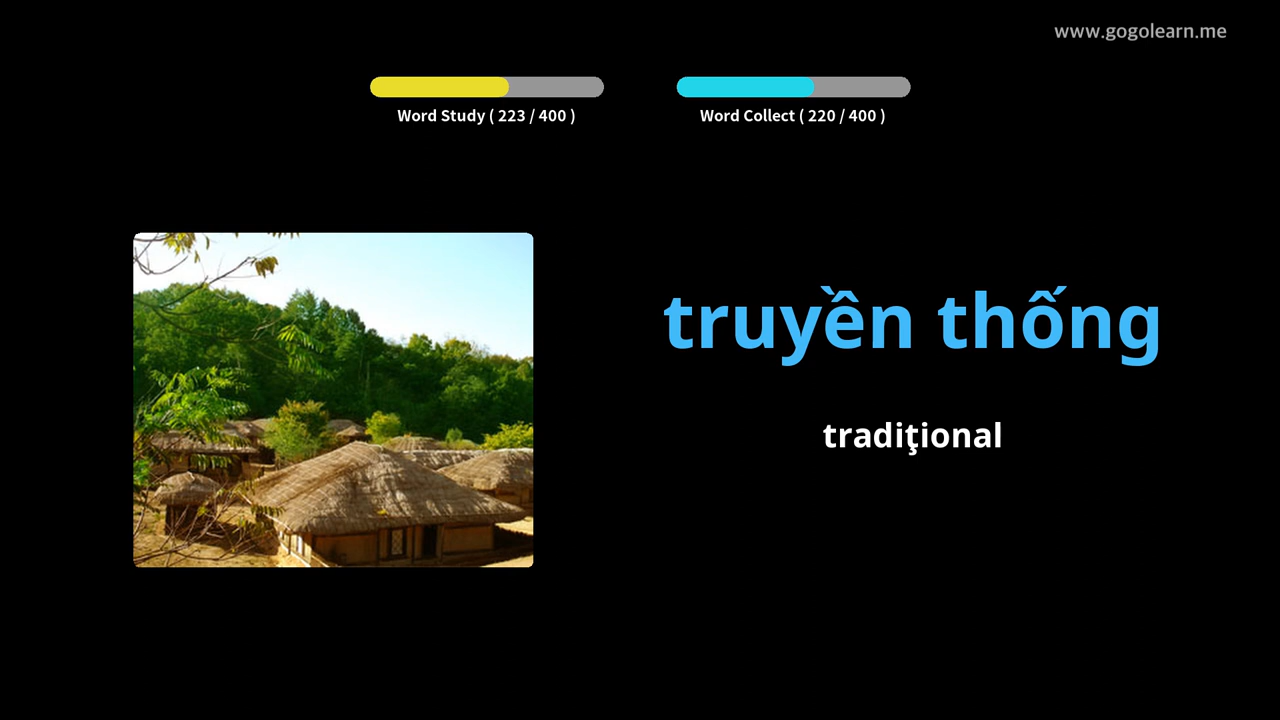 www.gogolearn.me
Word Study ( 223 / 400 )
Word Collect ( 220 / 400 )
truyền thống
tradiţional